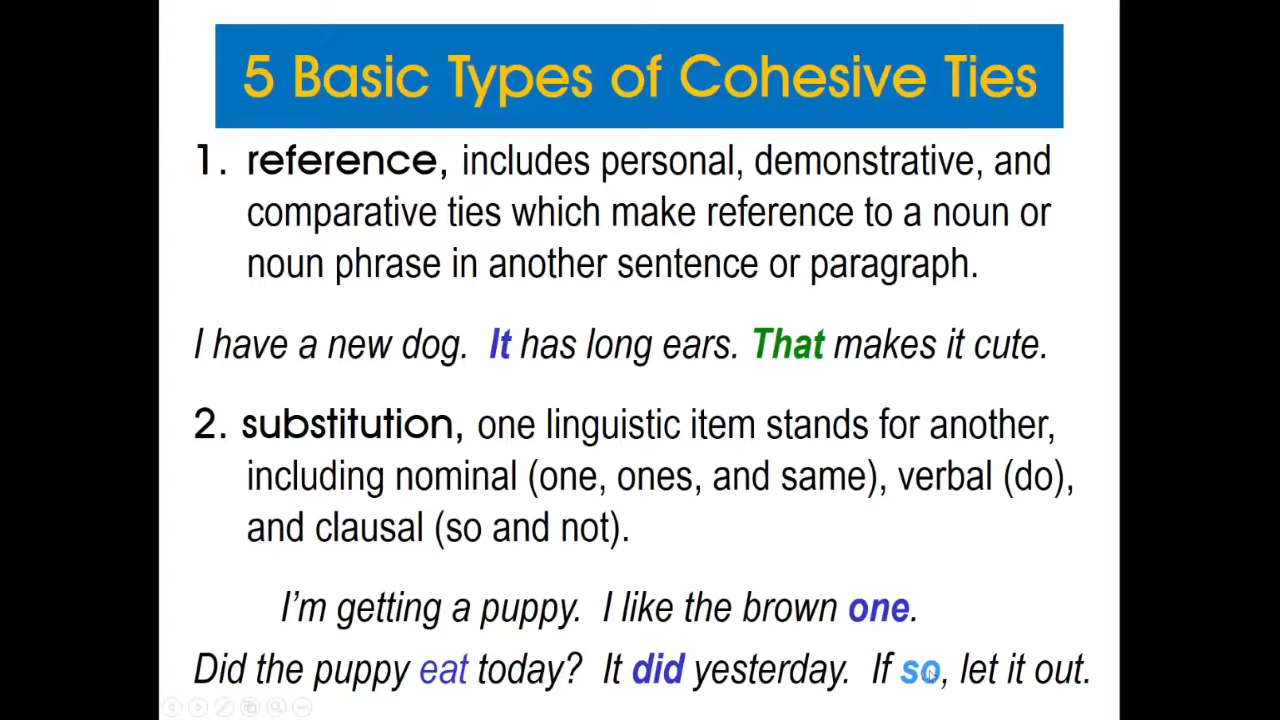 5 Basic Types of Cohesive Ties
1. reference, includes personal, demonstrative, and
comparative ties which make reference to a noun or
noun phrase in another sentence or paragraph.
I have a new dog. It has long ears. That makes it cute.
2. substitution, one linguistic item stands for another,
including nominal (one, ones, and same), verbal (do),
and clausal (so and not).
I’m getting a puppy. I like the brown one.
Did the puppy eat today? It did yesterday. If so, let it out.